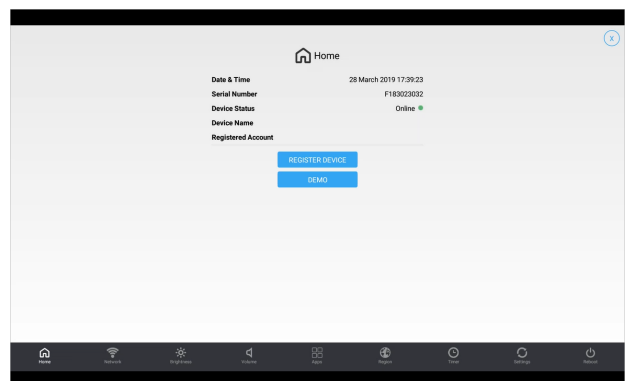 X
Home
Date & Time 28 March 2019 17:39:23
Serial Number F183023032
Device Status Online
Device Name
Registered Account
REGISTER DEVICE
DEMO
Home Network Brightness Volume Apps Region Timer Settings Reboot